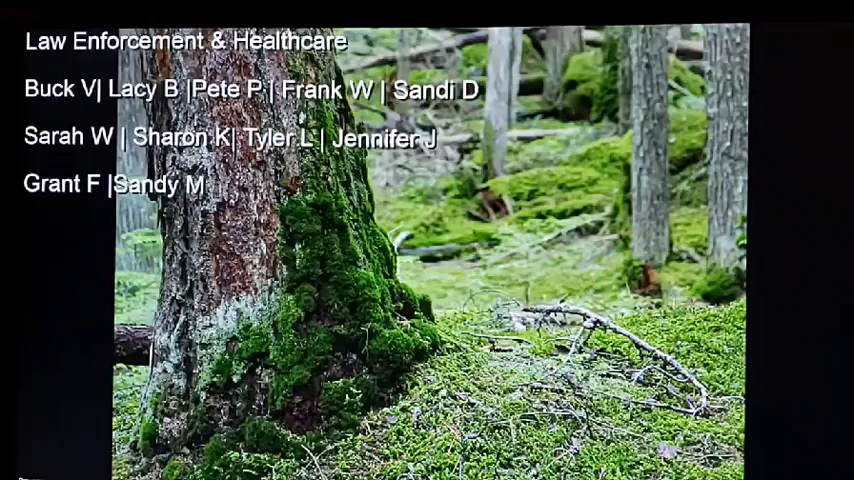 Law Enforcement & Healthcare
Buck V| Lacy B |Pete P |Frank W | Sandi D
Sarah W | Sharon K| Tyler L | Jennifer J
Grant F |Sandy M